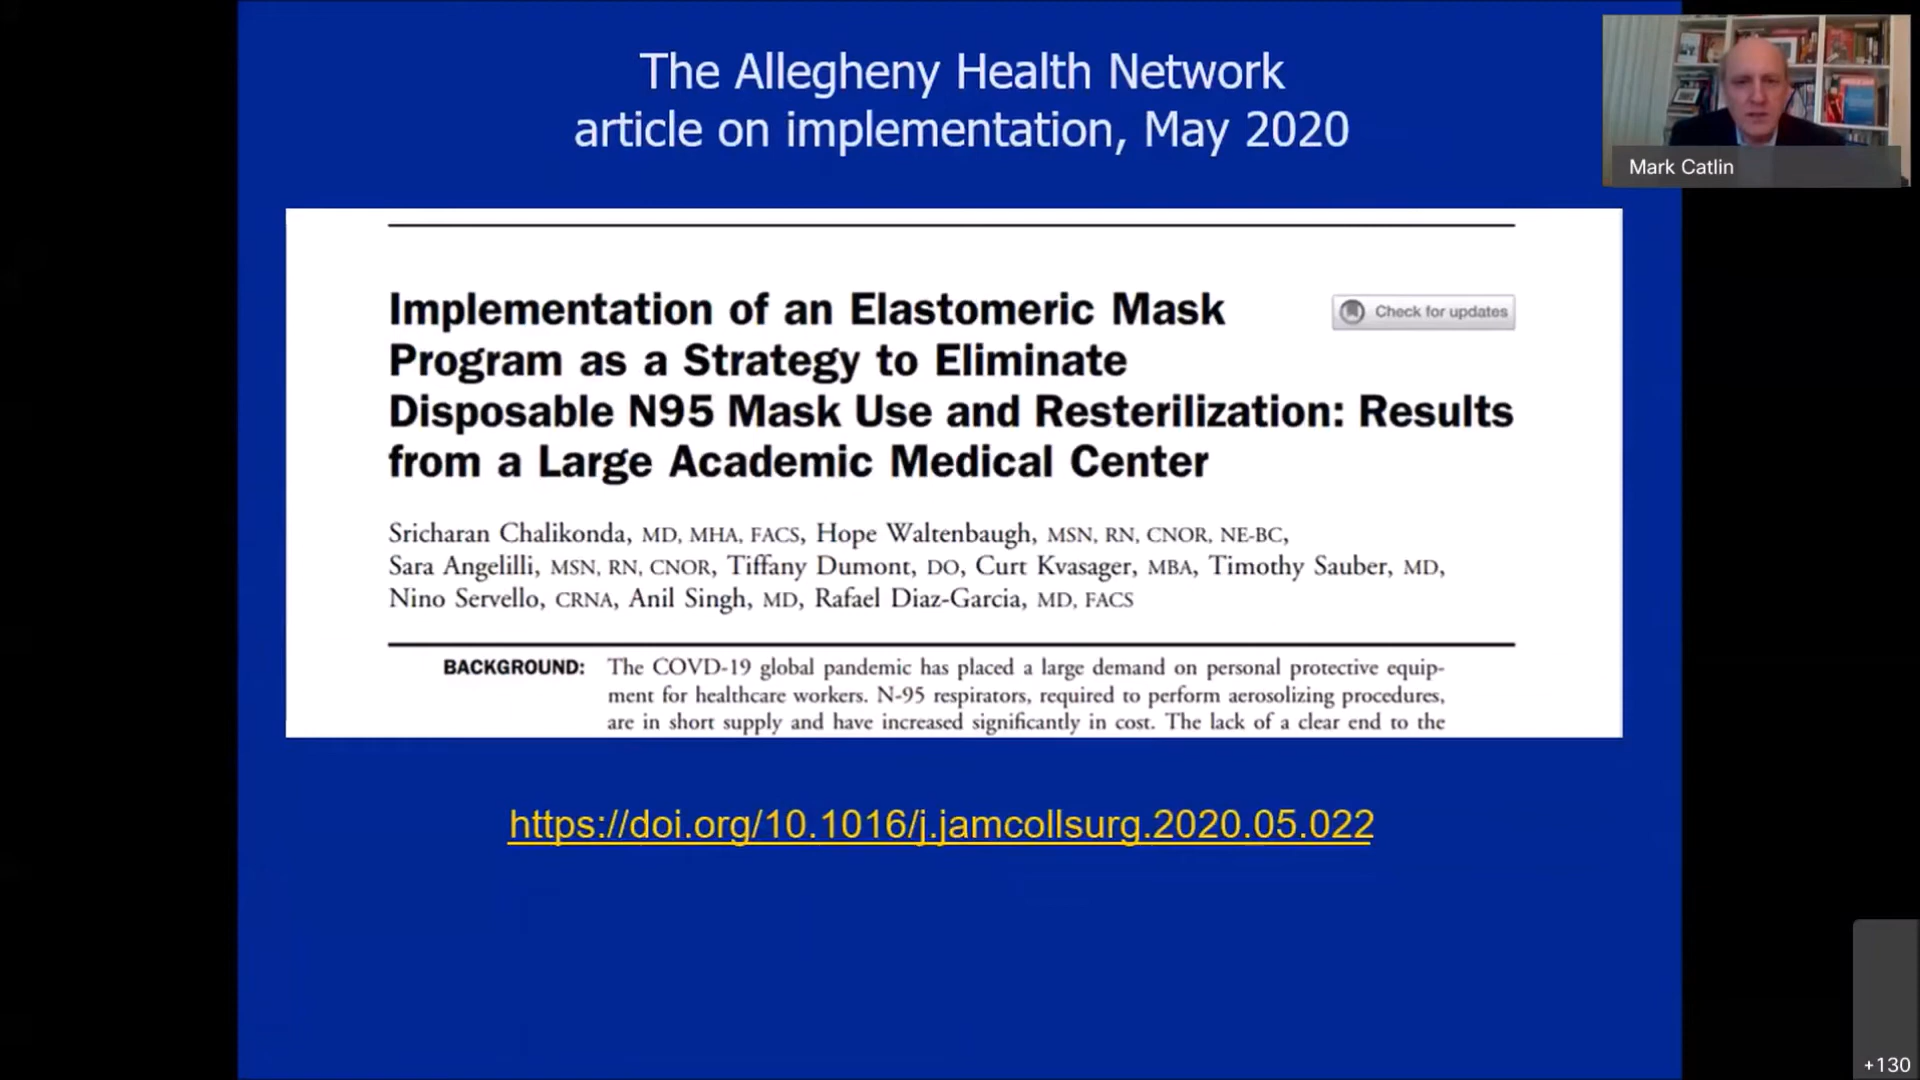 The Allegheny Health Network
article on implementation, May 2020
Mark Catlin
Implementation of an Elastomeric Mask
Check for updates
Program as a Strategy to Eliminate
Disposable N95 Mask Use and Resterilization: Results
from a Large Academic Medical Center
Sricharan Chalikonda, MD, MHA, FACS, Hope Waltenbaugh, MSN, RN, CNOR, NE-BC,
Sara Angelilli, MSN, RN, CNOR, Tiffany Dumont, DO, Curt Kvasager, MBA, Timothy Sauber, MD,
Nino Servello, CRNA, Anil Singh, MD, Rafael Diaz-Garcia, MD, FACS
BACKGROUND: The COVD-19 global pandemic has placed a large demand on personal protective equip-
ment for healthcare workers. N-95 respirators, required to perform aerosolizing procedures,
are in short supply and have increased significantly in cost. The lack of a clear end to the
https://doi.org/10.1016/j.jamcollsurg.2020.05.022
+130